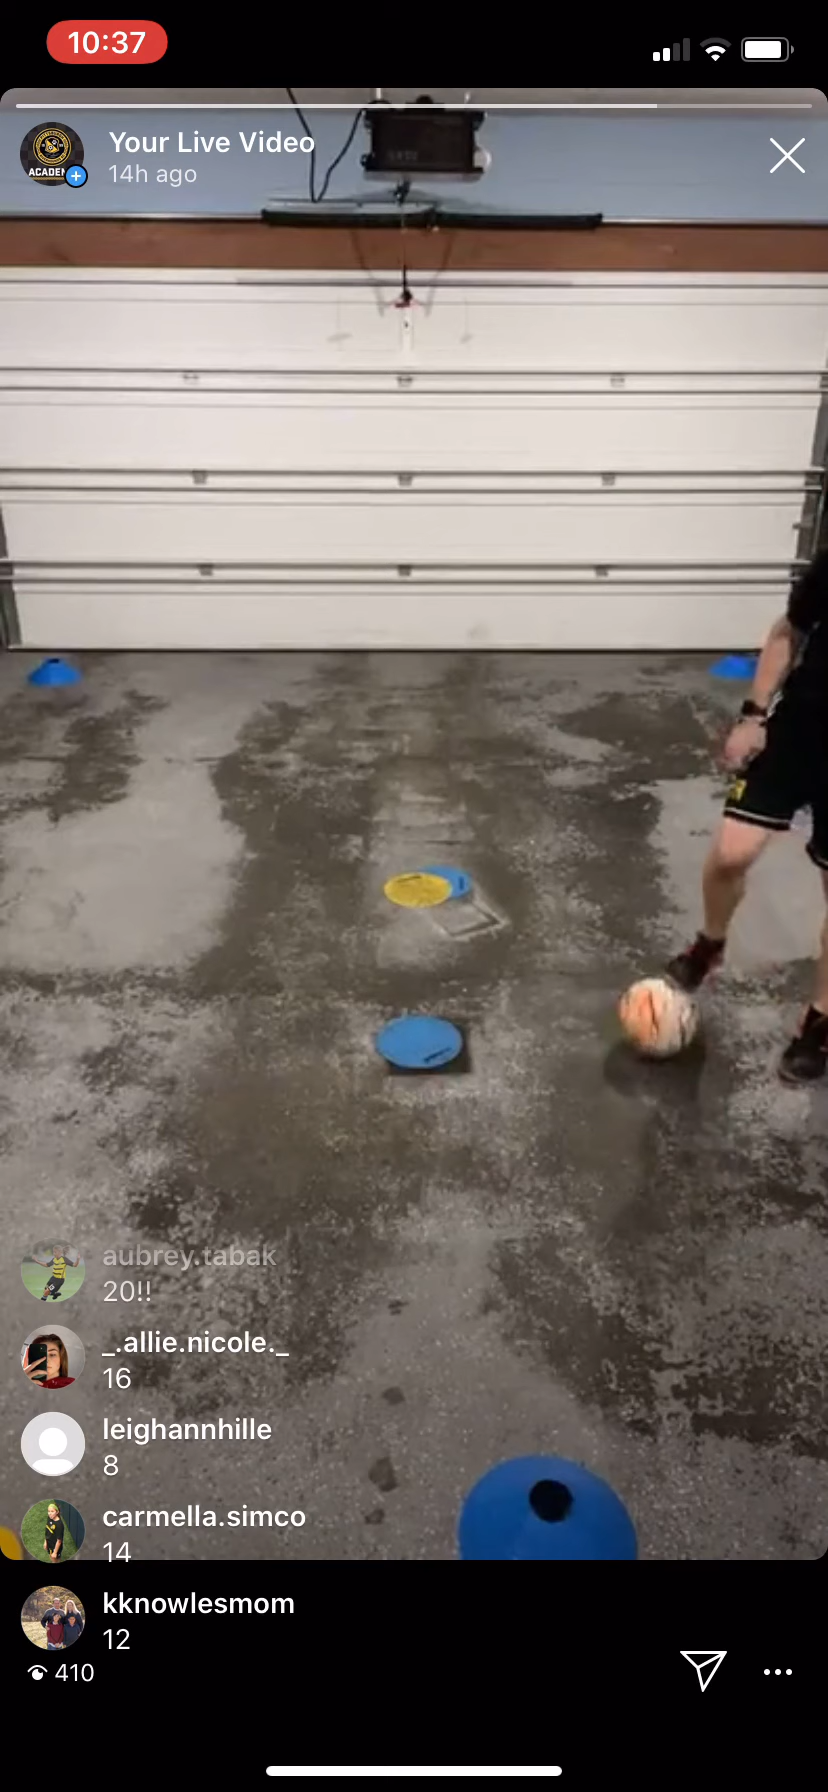 10:37
Your Live Video
14h ago
ACADEM
aubrey.tabak
20!!
_.allie.nicole._
16
leighannhille
8
carmella.simco
14
kknowlesmom
12
410